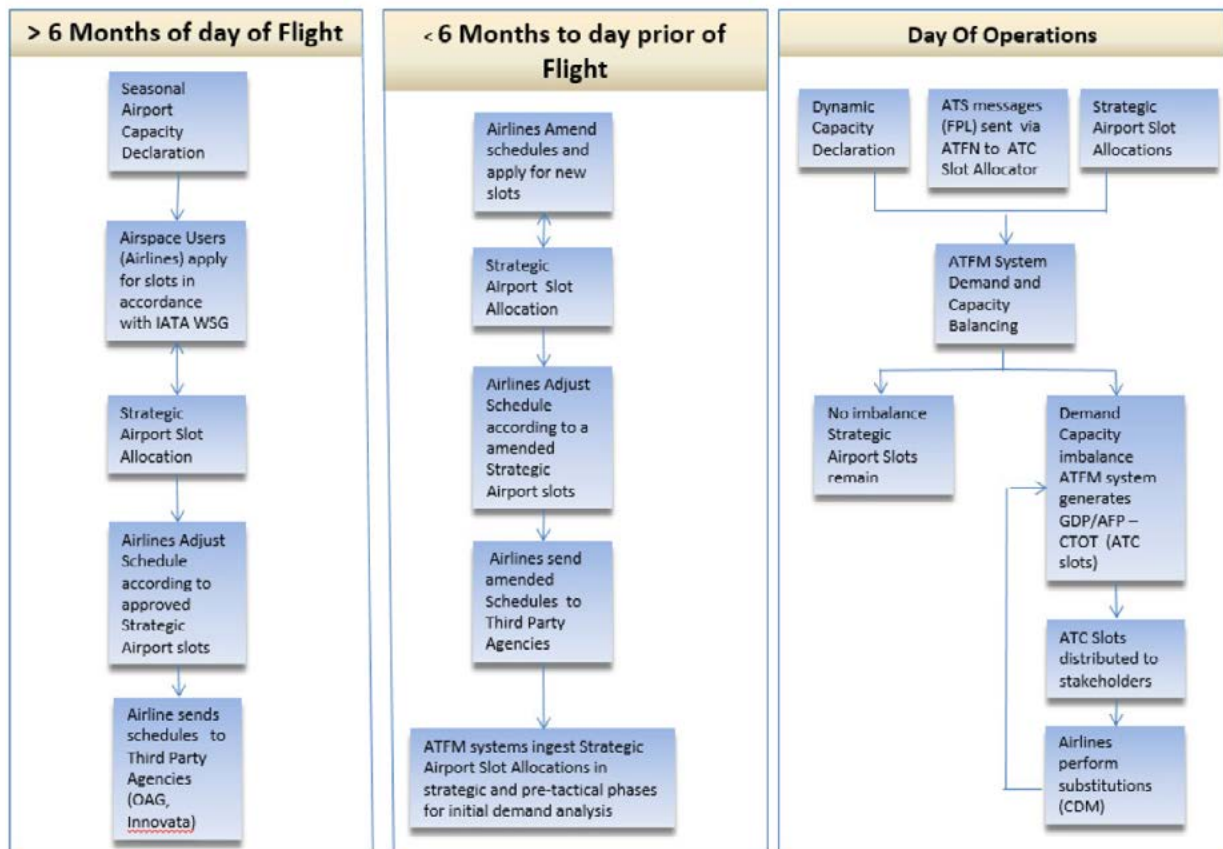 > 6 Months of day of Flight
Seasonal
Airport
Capacity
Declaration
Airspace Users
(Airlines) apply
for slots in
accordance
with IATA WSG
Strategic
Airport Slot
Allocation
Airlines Adjust
Schedule
according to
approved
Strategic
Airport slots
Airline sends
schedules to
Third Party
Agencies
(OAG,
Innovata)
< 6 Months to day prior of
Flight
Airlines Amend
schedules and
apply for new
slots
Strategic
Airport Slot
Allocation
Airlines Adjust
Schedule
according to a
amended
Strategic
Airport slots
Airlines send
amended
Schedules to
Third Party
Agencies
ATFM systems ingest Strategic
Airport Slot Allocations in
strategic and pre-tactical phases
for initial demand analysis
Day Of Operations
Dynamic
Capacity
Declaration
ATS messages
(FPL) sent via
ATFN to ATC
Slot Allocator
Strategic
Airport Slot
Allocations
ATFM System
Demand and
Capacity
Balancing
No imbalance
Strategic
Airport Slots
remain
Demand
Capacity
imbalance
ATFM system
generates
GDP/AFP –
CTOT (ATC
slots)
ATC Slots
distributed to
stakeholders
Airlines
perform
substitutions
(CDM)